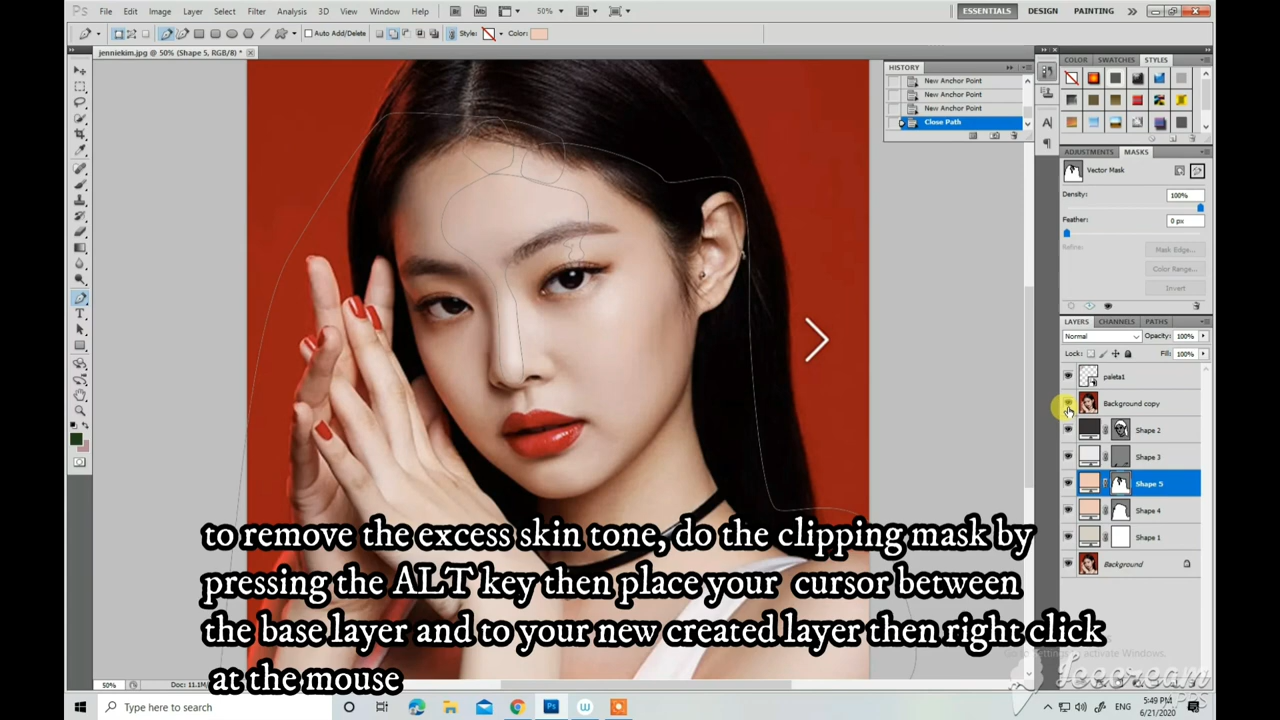 Ps File Edit Image Layer Select Filter Analysis 3D View Window Help Br Mb 50% ESSENTIALS DESIGN PAINTING
Auto Add/Delete Style: Color:
jenniekim.jpg @ 50% (Shape 5, RGB/8) *
HISTORY
New Anchor Point
New Anchor Point
New Anchor Point
Close Path
COLOR SWATCHES STYLES
ADJUSTMENTS MASKS
Vector Mask
Density: 100%
Feather: 0 px
Refine:
Mask Edge...
Color Range...
Invert
LAYERS CHANNELS PATHS
Normal Opacity: 100%
Lock: Fill: 100%
paleta1
Background copy
Shape 2
Shape 3
Shape 5
Shape 4
Shape 1
Background
to remove the excess skin tone, do the clipping mask by
pressing the ALT key then place your cursor between
the base layer and to your new created layer then right click
at the mouse
Icecream
APPS
50% Doc: 11.1M/
Type here to search
ENG
5:49 PM
6/21/2020